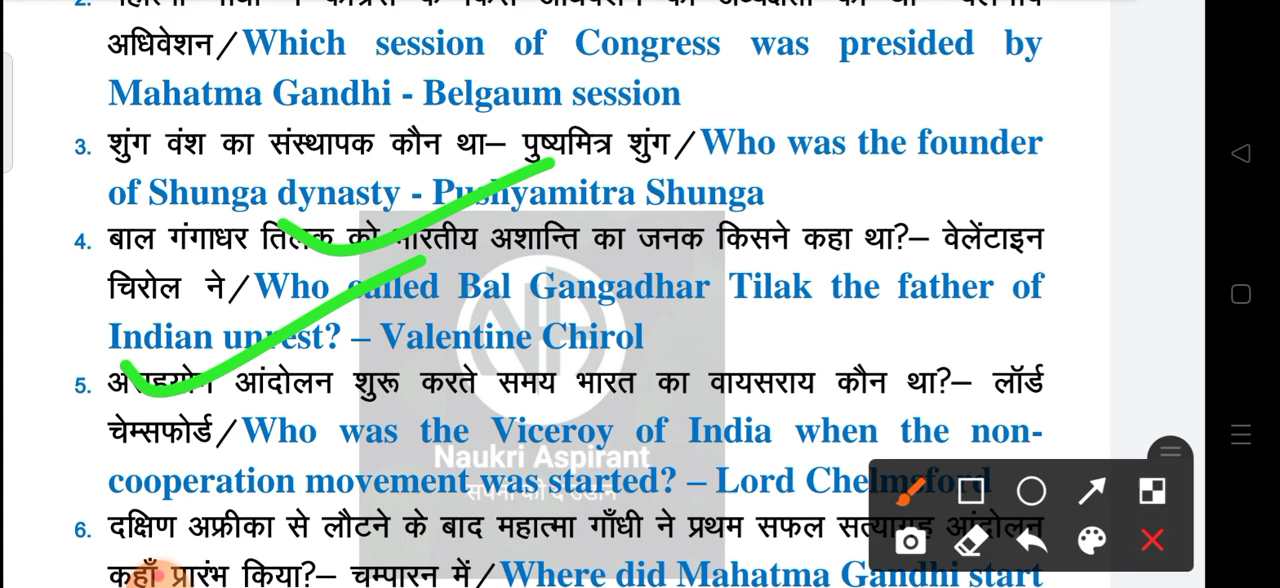 अधिवेशन/Which session of Congress was presided by
Mahatma Gandhi - Belgaum session
3. शुंग वंश का संस्थापक कौन था– पुष्यमित्र शुंग/Who was the founder
of Shunga dynasty - Pushyamitra Shunga
4. बाल गंगाधर तिलक को भारतीय अशान्ति का जनक किसने कहा था?– वेलेंटाइन
चिरोल ने/Who called Bal Gangadhar Tilak the father of
Indian unrest? – Valentine Chirol
5. असहयोग आंदोलन शुरू करते समय भारत का वायसराय कौन था?– लॉर्ड
चेम्सफोर्ड/Who was the Viceroy of India when the non-
cooperation movement was started? – Lord Chelmsford
6. दक्षिण अफ्रीका से लौटने के बाद महात्मा गाँधी ने प्रथम सफल सत्याग्रह आंदोलन
कहाँ प्रारंभ किया?– चम्पारन में/Where did Mahatma Gandhi start
Naukri Aspirant